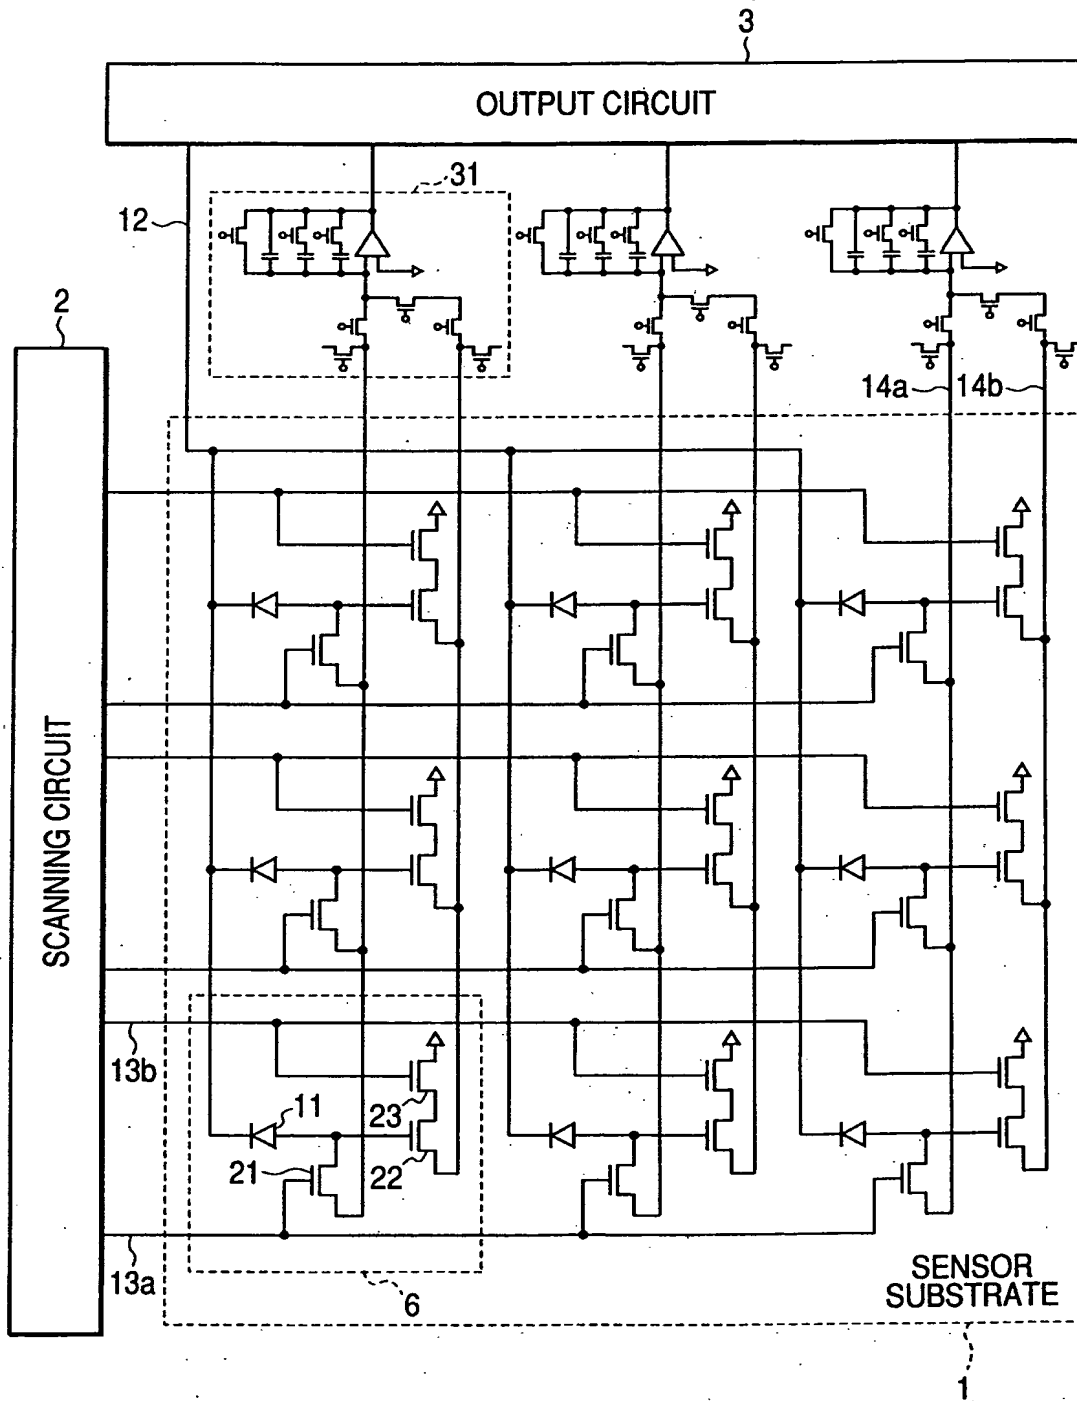 3
OUTPUT CIRCUIT
31
12
2
14a
14b
SCANNING CIRCUIT
13b
11
23
21
22
13a
6
SENSOR
SUBSTRATE
1